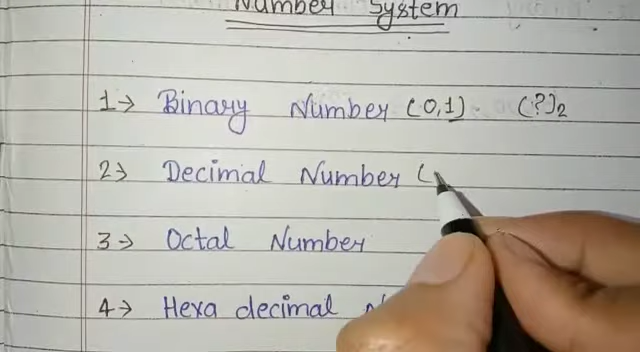 Number System
1→ Binary Number (0,1) (?)2
2→ Decimal Number (
3→ Octal Number
4→ Hexa decimal N